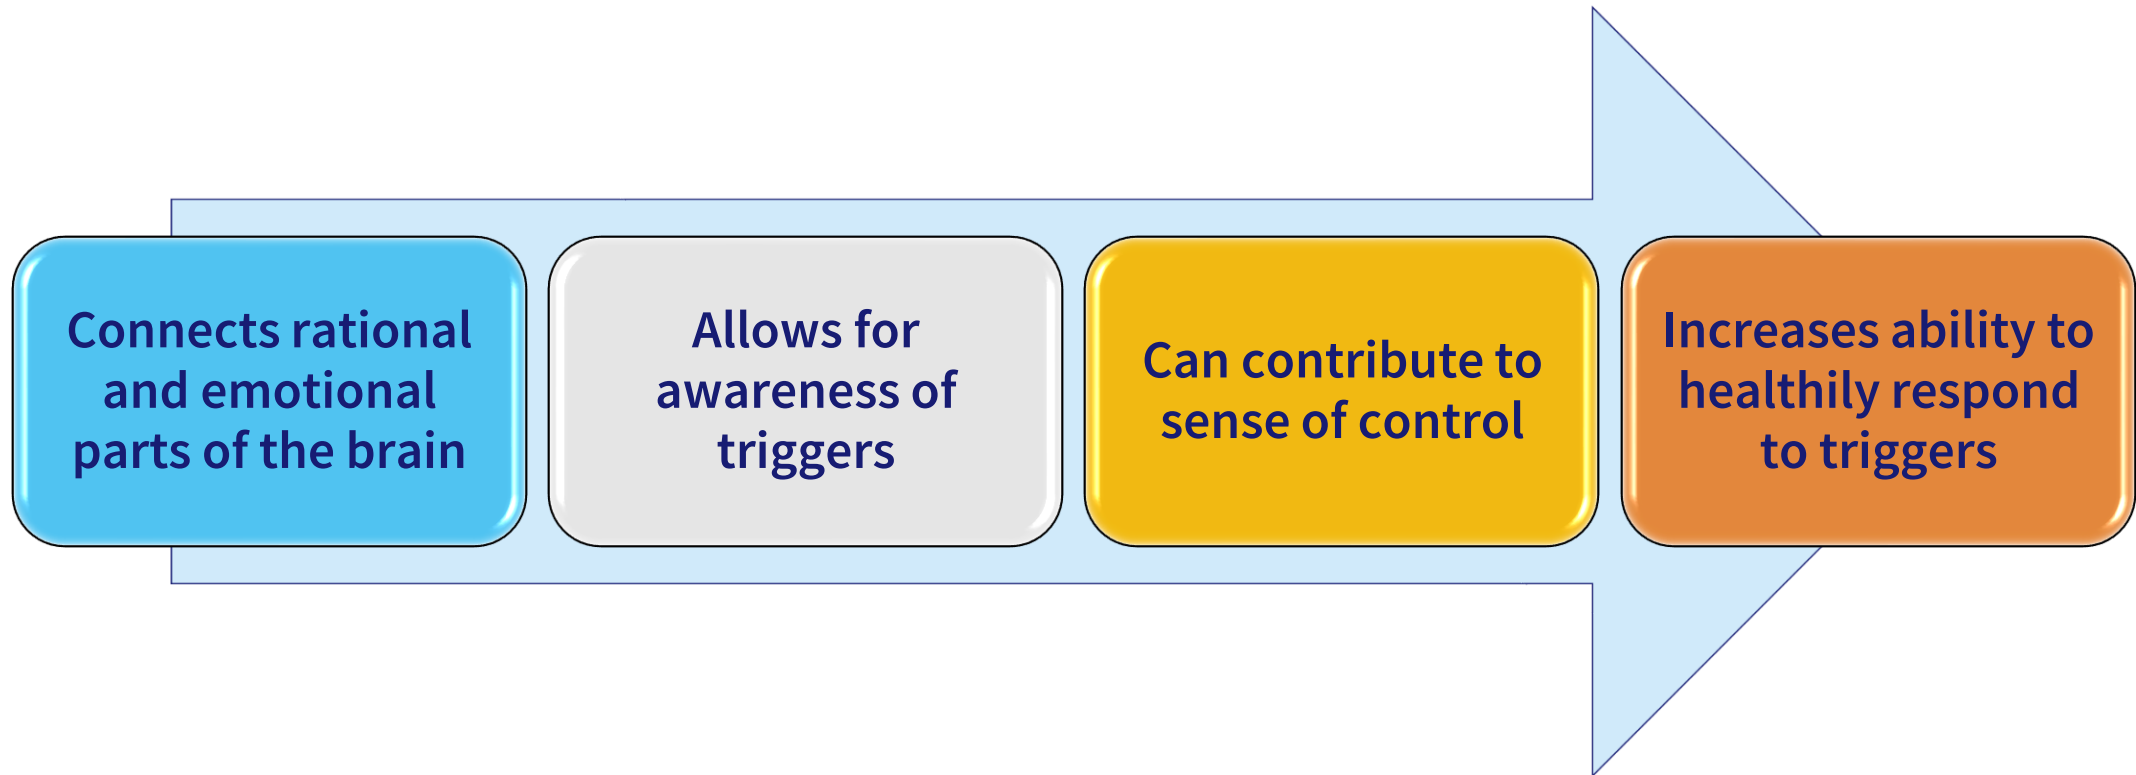 Connects rational
and emotional
parts of the brain
Allows for
awareness of
triggers
Can contribute to
sense of control
Increases ability to
healthily respond
to triggers